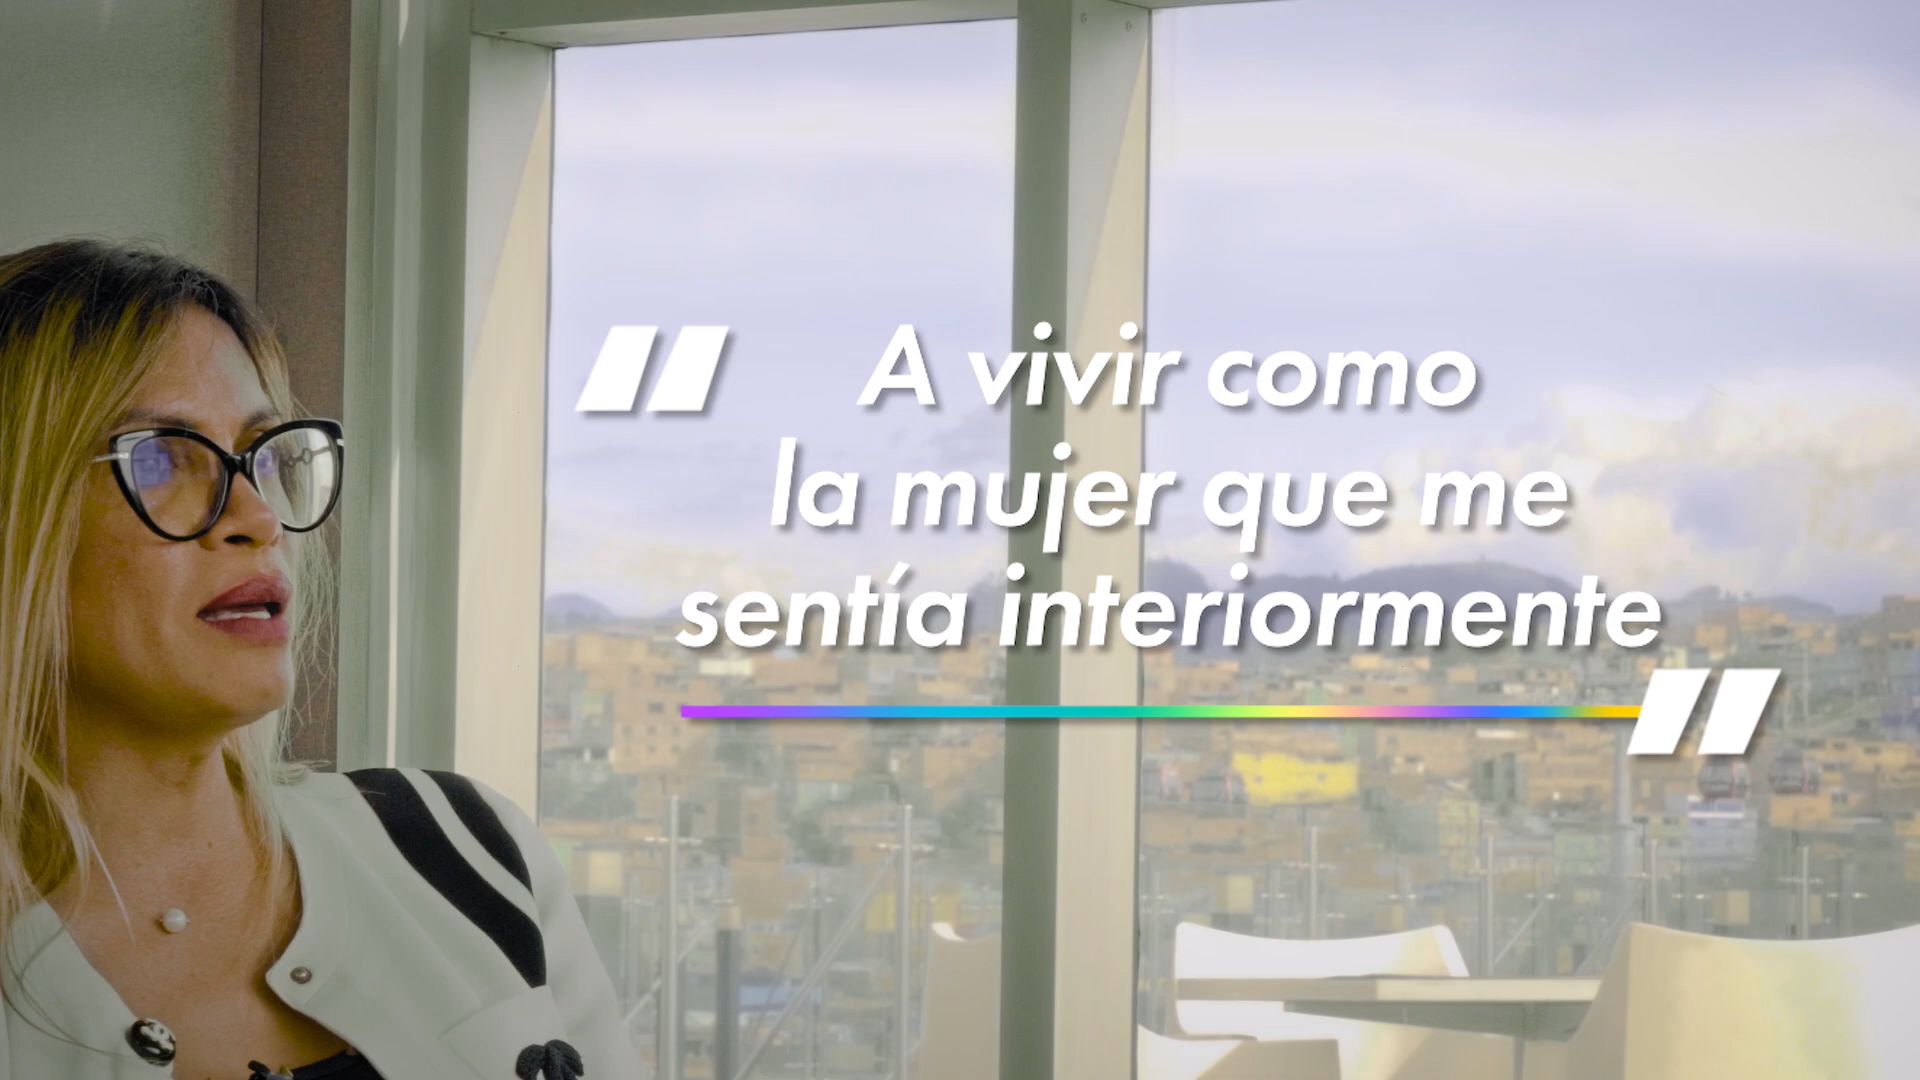 " A vivir como
la mujer que me
sentía interiormente "